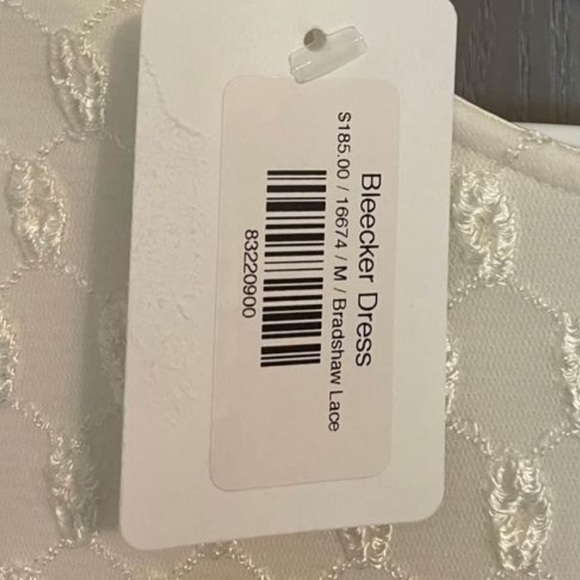 Bleecker Dress
$185.00 / 16674 / M / Bradshaw Lace
83220900